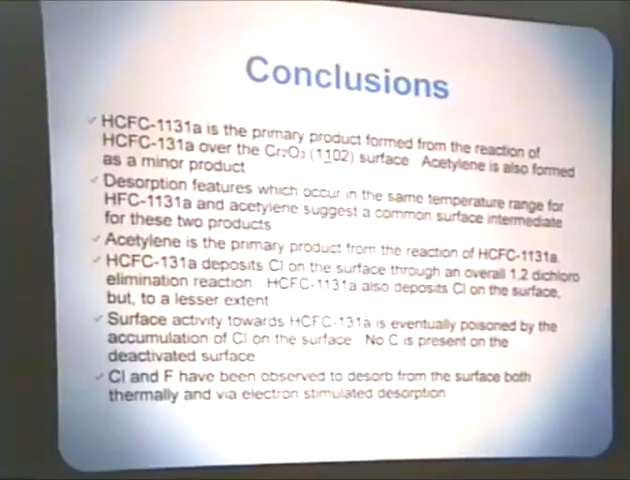 Conclusions
✓ HCFC-1131a is the primary product formed from the reaction of
HCFC-131a over the Cr₂O₃ (1102) surface. Acetylene is also formed
as a minor product
✓ Desorption features which occur in the same temperature range for
HFC-1131a and acetylene suggest a common surface intermediate
for these two products
✓ Acetylene is the primary product from the reaction of HCFC-1131a.
✓ HCFC-131a deposits Cl on the surface through an overall 1,2 dichloro
elimination reaction. HCFC-1131a also deposits Cl on the surface,
but, to a lesser extent
✓ Surface activity towards HCFC-131a is eventually poisoned by the
accumulation of Cl on the surface. No C is present on the
deactivated surface
✓ Cl and F have been observed to desorb from the surface both
thermally and via electron stimulated desorption